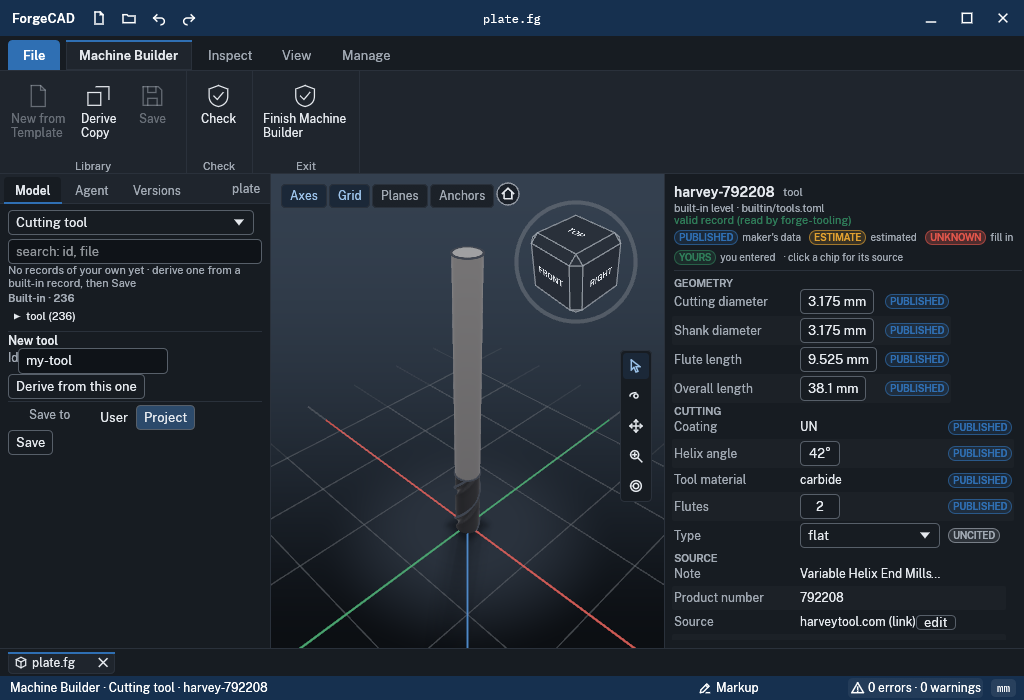 ForgeCAD
plate.fg
File
Machine Builder
Inspect
View
Manage
New from Template
Derive Copy
Save
Check
Finish Machine Builder
Library
Check
Exit
Model
Agent
Versions
plate
Cutting tool
search: id, file
No records of your own yet · derive one from a
built-in record, then Save
Built-in · 236
▸ tool (236)
New tool
Id my-tool
Derive from this one
Save to User Project
Save
Axes
Grid
Planes
Anchors
TOP
FRONT
RIGHT
harvey-792208 tool
built-in level · builtin/tools.toml
valid record (read by forge-tooling)
PUBLISHED maker's data ESTIMATE estimated UNKNOWN fill in
YOURS you entered · click a chip for its source
GEOMETRY
Cutting diameter 3.175 mm PUBLISHED
Shank diameter 3.175 mm PUBLISHED
Flute length 9.525 mm PUBLISHED
Overall length 38.1 mm PUBLISHED
CUTTING
Coating UN PUBLISHED
Helix angle 42° PUBLISHED
Tool material carbide PUBLISHED
Flutes 2 PUBLISHED
Type flat UNCITED
SOURCE
Note Variable Helix End Mills...
Product number 792208
Source harveytool.com (link) edit
plate.fg
Machine Builder · Cutting tool · harvey-792208
Markup
0 errors · 0 warnings
mm